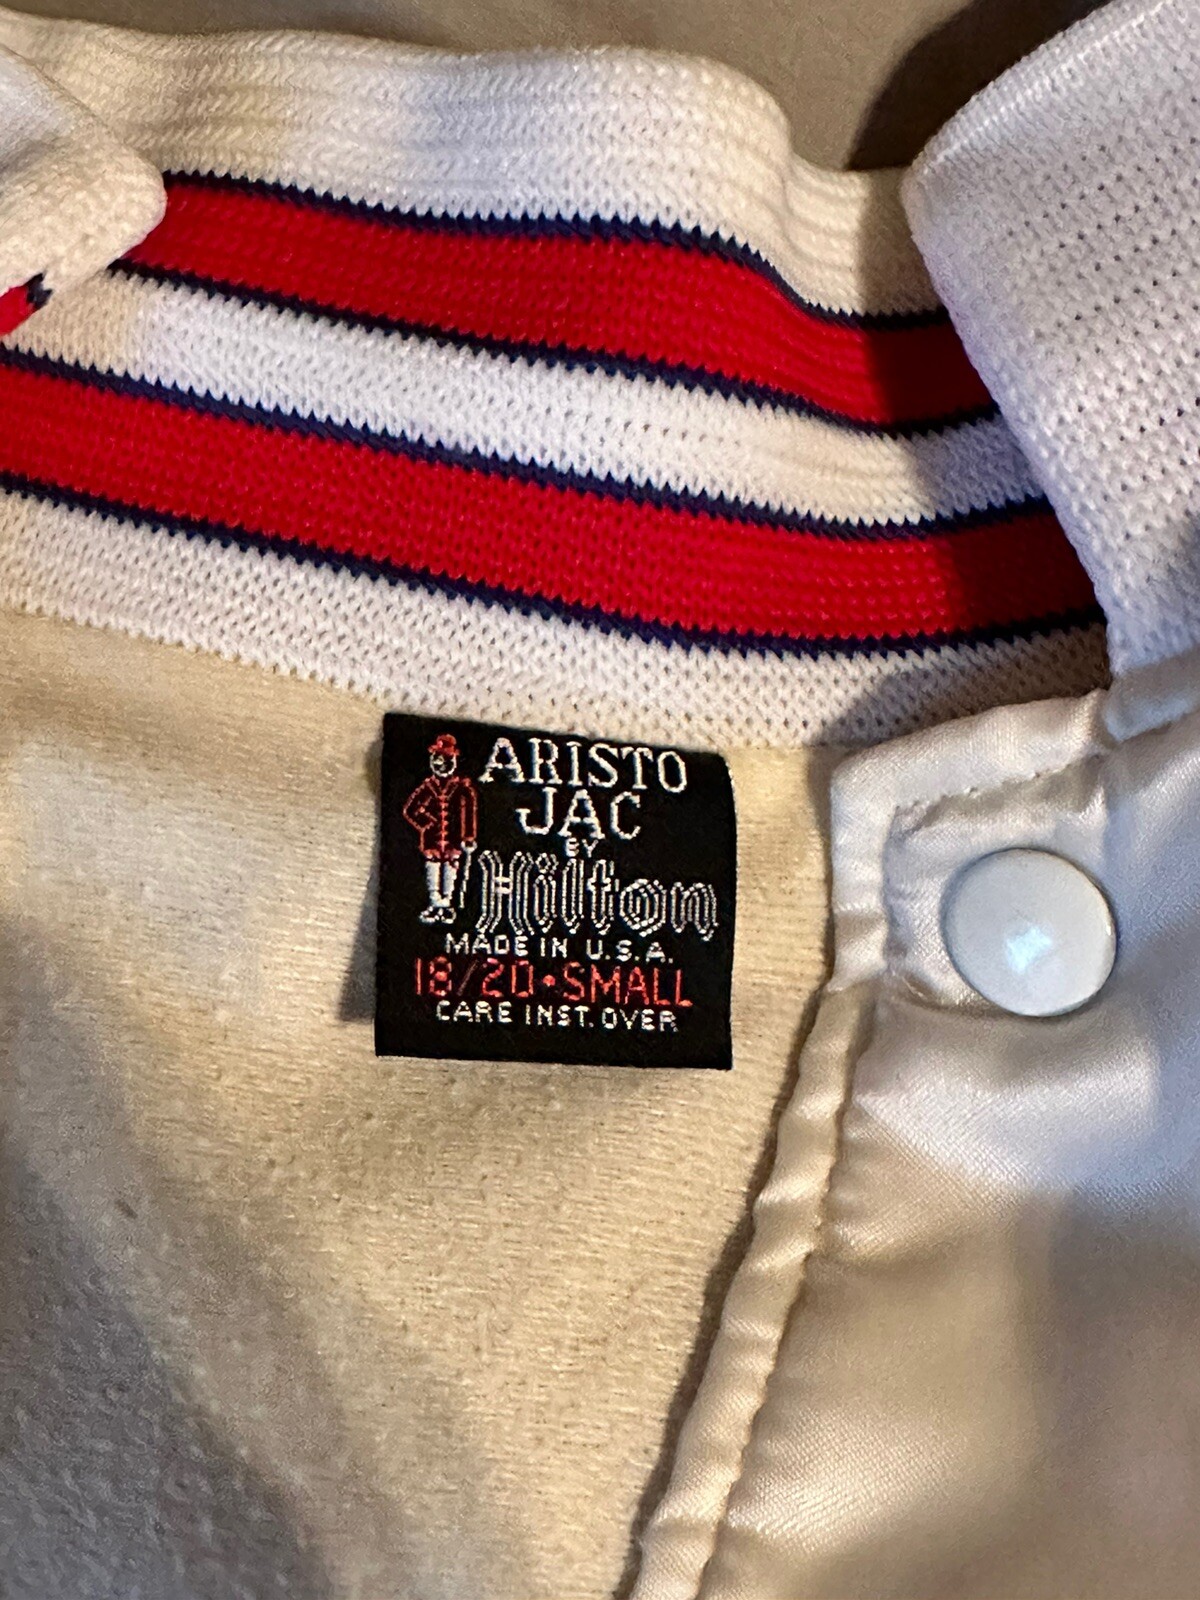 ARISTO
JAC
BY
Hilton
MADE IN U.S.A.
18/20•SMALL
CARE INST. OVER